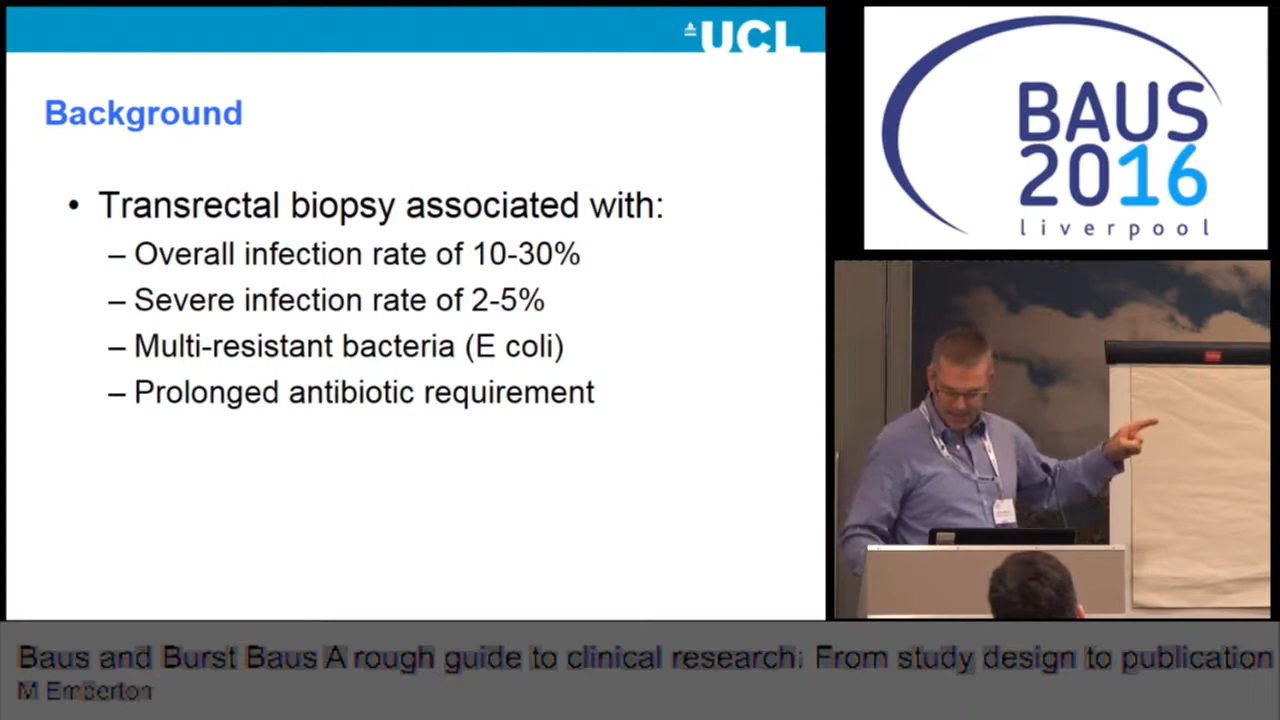 UCL
Background
• Transrectal biopsy associated with:
– Overall infection rate of 10-30%
– Severe infection rate of 2-5%
– Multi-resistant bacteria (E coli)
– Prolonged antibiotic requirement
BAUS
2016
liverpool
Baus and Burst Baus A rough guide to clinical research: From study design to publication
M Emberton